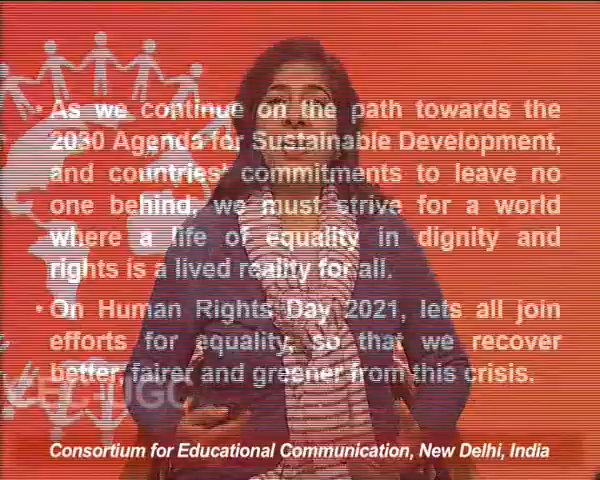 • As we continue on the path towards the
2030 Agenda for Sustainable Development,
and countries' commitments to leave no
one behind, we must strive for a world
where a life of equality in dignity and
rights is a lived reality for all.
• On Human Rights Day 2021, lets all join
efforts for equality, so that we recover
better, fairer and greener from this crisis.
CEC-UGC
Consortium for Educational Communication, New Delhi, India